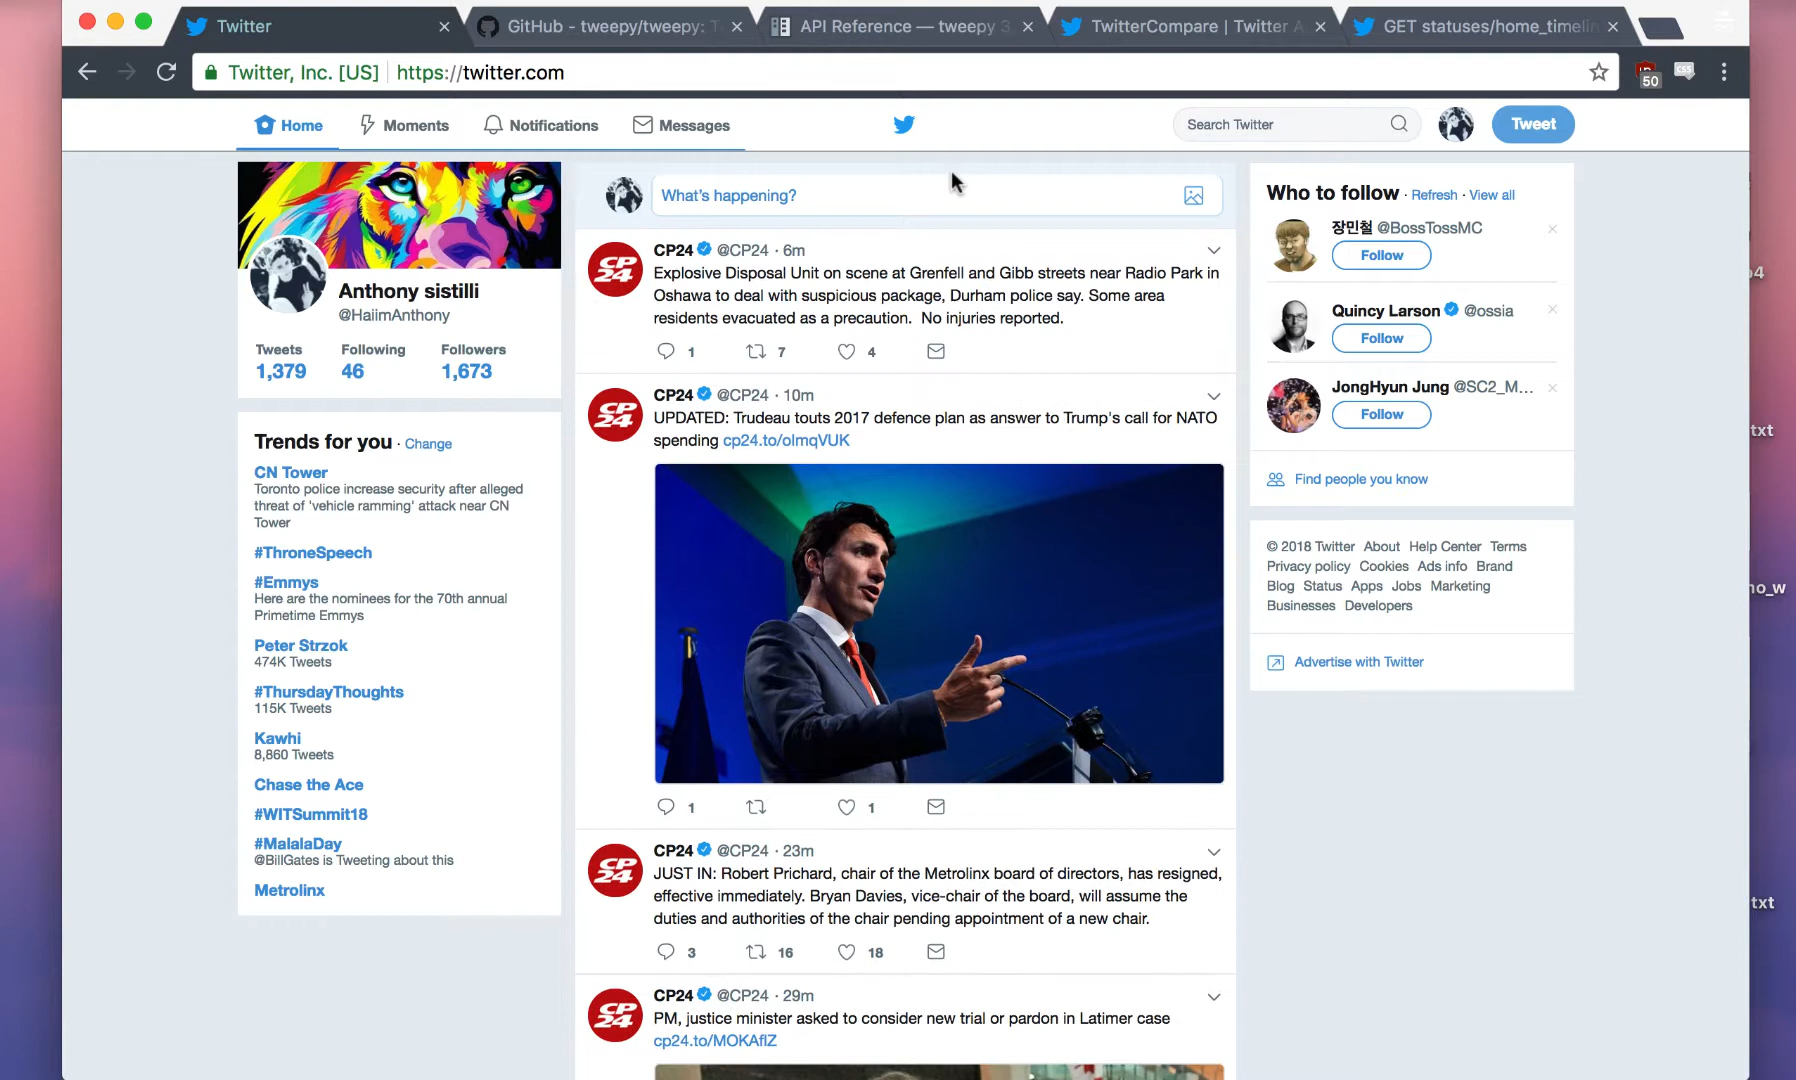 Twitter
GitHub - tweepy/tweepy: T
API Reference — tweepy 3
TwitterCompare | Twitter A
GET statuses/home_timelin
Twitter, Inc. [US]
https://twitter.com
50
css
Home
Moments
Notifications
Messages
Search Twitter
Tweet
Anthony sistilli
@HaiimAnthony
Tweets Following Followers
1,379 46 1,673
Trends for you · Change
CN Tower
Toronto police increase security after alleged
threat of 'vehicle ramming' attack near CN
Tower
#ThroneSpeech
#Emmys
Here are the nominees for the 70th annual
Primetime Emmys
Peter Strzok
474K Tweets
#ThursdayThoughts
115K Tweets
Kawhi
8,860 Tweets
Chase the Ace
#WITSummit18
#MalalaDay
@BillGates is Tweeting about this
Metrolinx
What's happening?
CP24 @CP24 · 6m
CP
24
Explosive Disposal Unit on scene at Grenfell and Gibb streets near Radio Park in
Oshawa to deal with suspicious package, Durham police say. Some area
residents evacuated as a precaution. No injuries reported.
1 7 4
CP24 @CP24 · 10m
CP
24
UPDATED: Trudeau touts 2017 defence plan as answer to Trump's call for NATO
spending cp24.to/olmqVUK
1 1
CP24 @CP24 · 23m
CP
24
JUST IN: Robert Prichard, chair of the Metrolinx board of directors, has resigned,
effective immediately. Bryan Davies, vice-chair of the board, will assume the
duties and authorities of the chair pending appointment of a new chair.
3 16 18
CP24 @CP24 · 29m
CP
24
PM, justice minister asked to consider new trial or pardon in Latimer case
cp24.to/MOKAflZ
Who to follow · Refresh · View all
장민철 @BossTossMC
Follow
Quincy Larson @ossia
Follow
JongHyun Jung @SC2_M...
Follow
Find people you know
© 2018 Twitter About Help Center Terms
Privacy policy Cookies Ads info Brand
Blog Status Apps Jobs Marketing
Businesses Developers
Advertise with Twitter
txt
no_w
txt